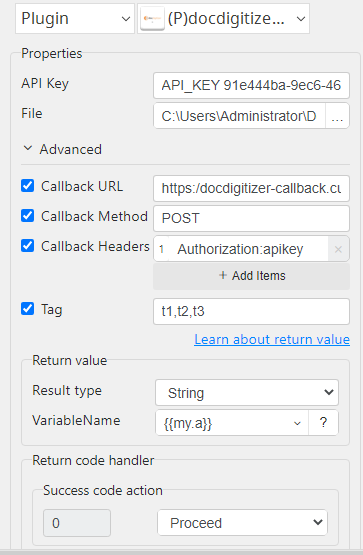 Plugin (P)docdigitize...
Properties
API Key API_KEY 91e444ba-9ec6-46
File C:\Users\Administrator\D ...
Advanced
Callback URL https:/docdigitizer-callback.cu
Callback Method POST
Callback Headers 1 Authorization:apikey ×
+ Add Items
Tag t1,t2,t3
Learn about return value
Return value
Result type String
VariableName {{my.a}} ?
Return code handler
Success code action
0 Proceed